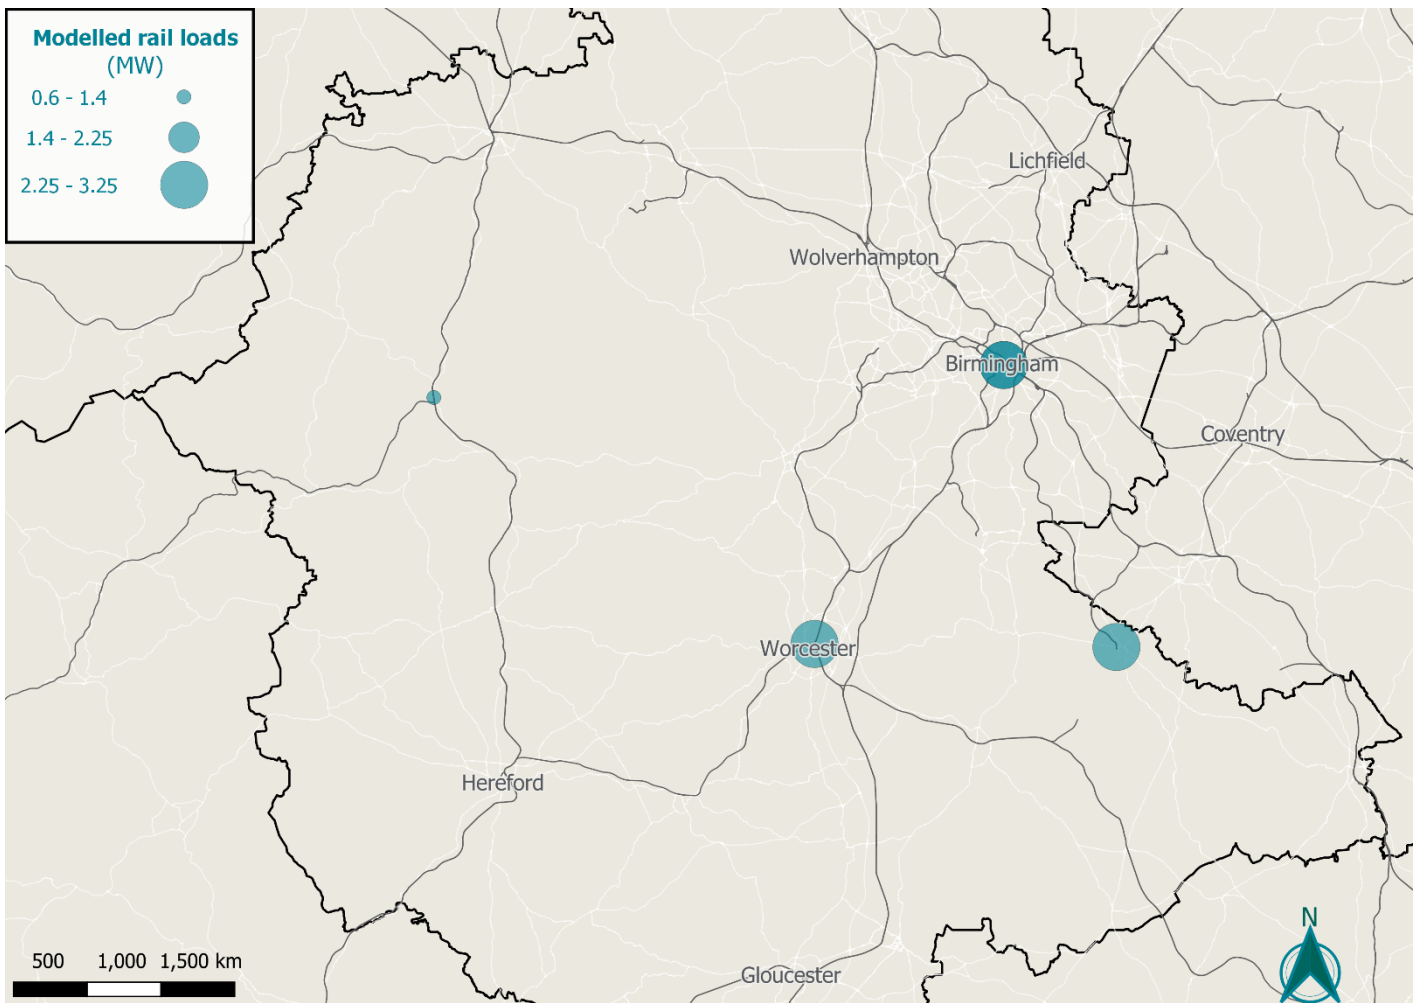 Modelled rail loads
(MW)
0.6 - 1.4
1.4 - 2.25
2.25 - 3.25
Lichfield
Wolverhampton
Birmingham
Coventry
Worcester
Hereford
Gloucester
500 1,000 1,500 km
N